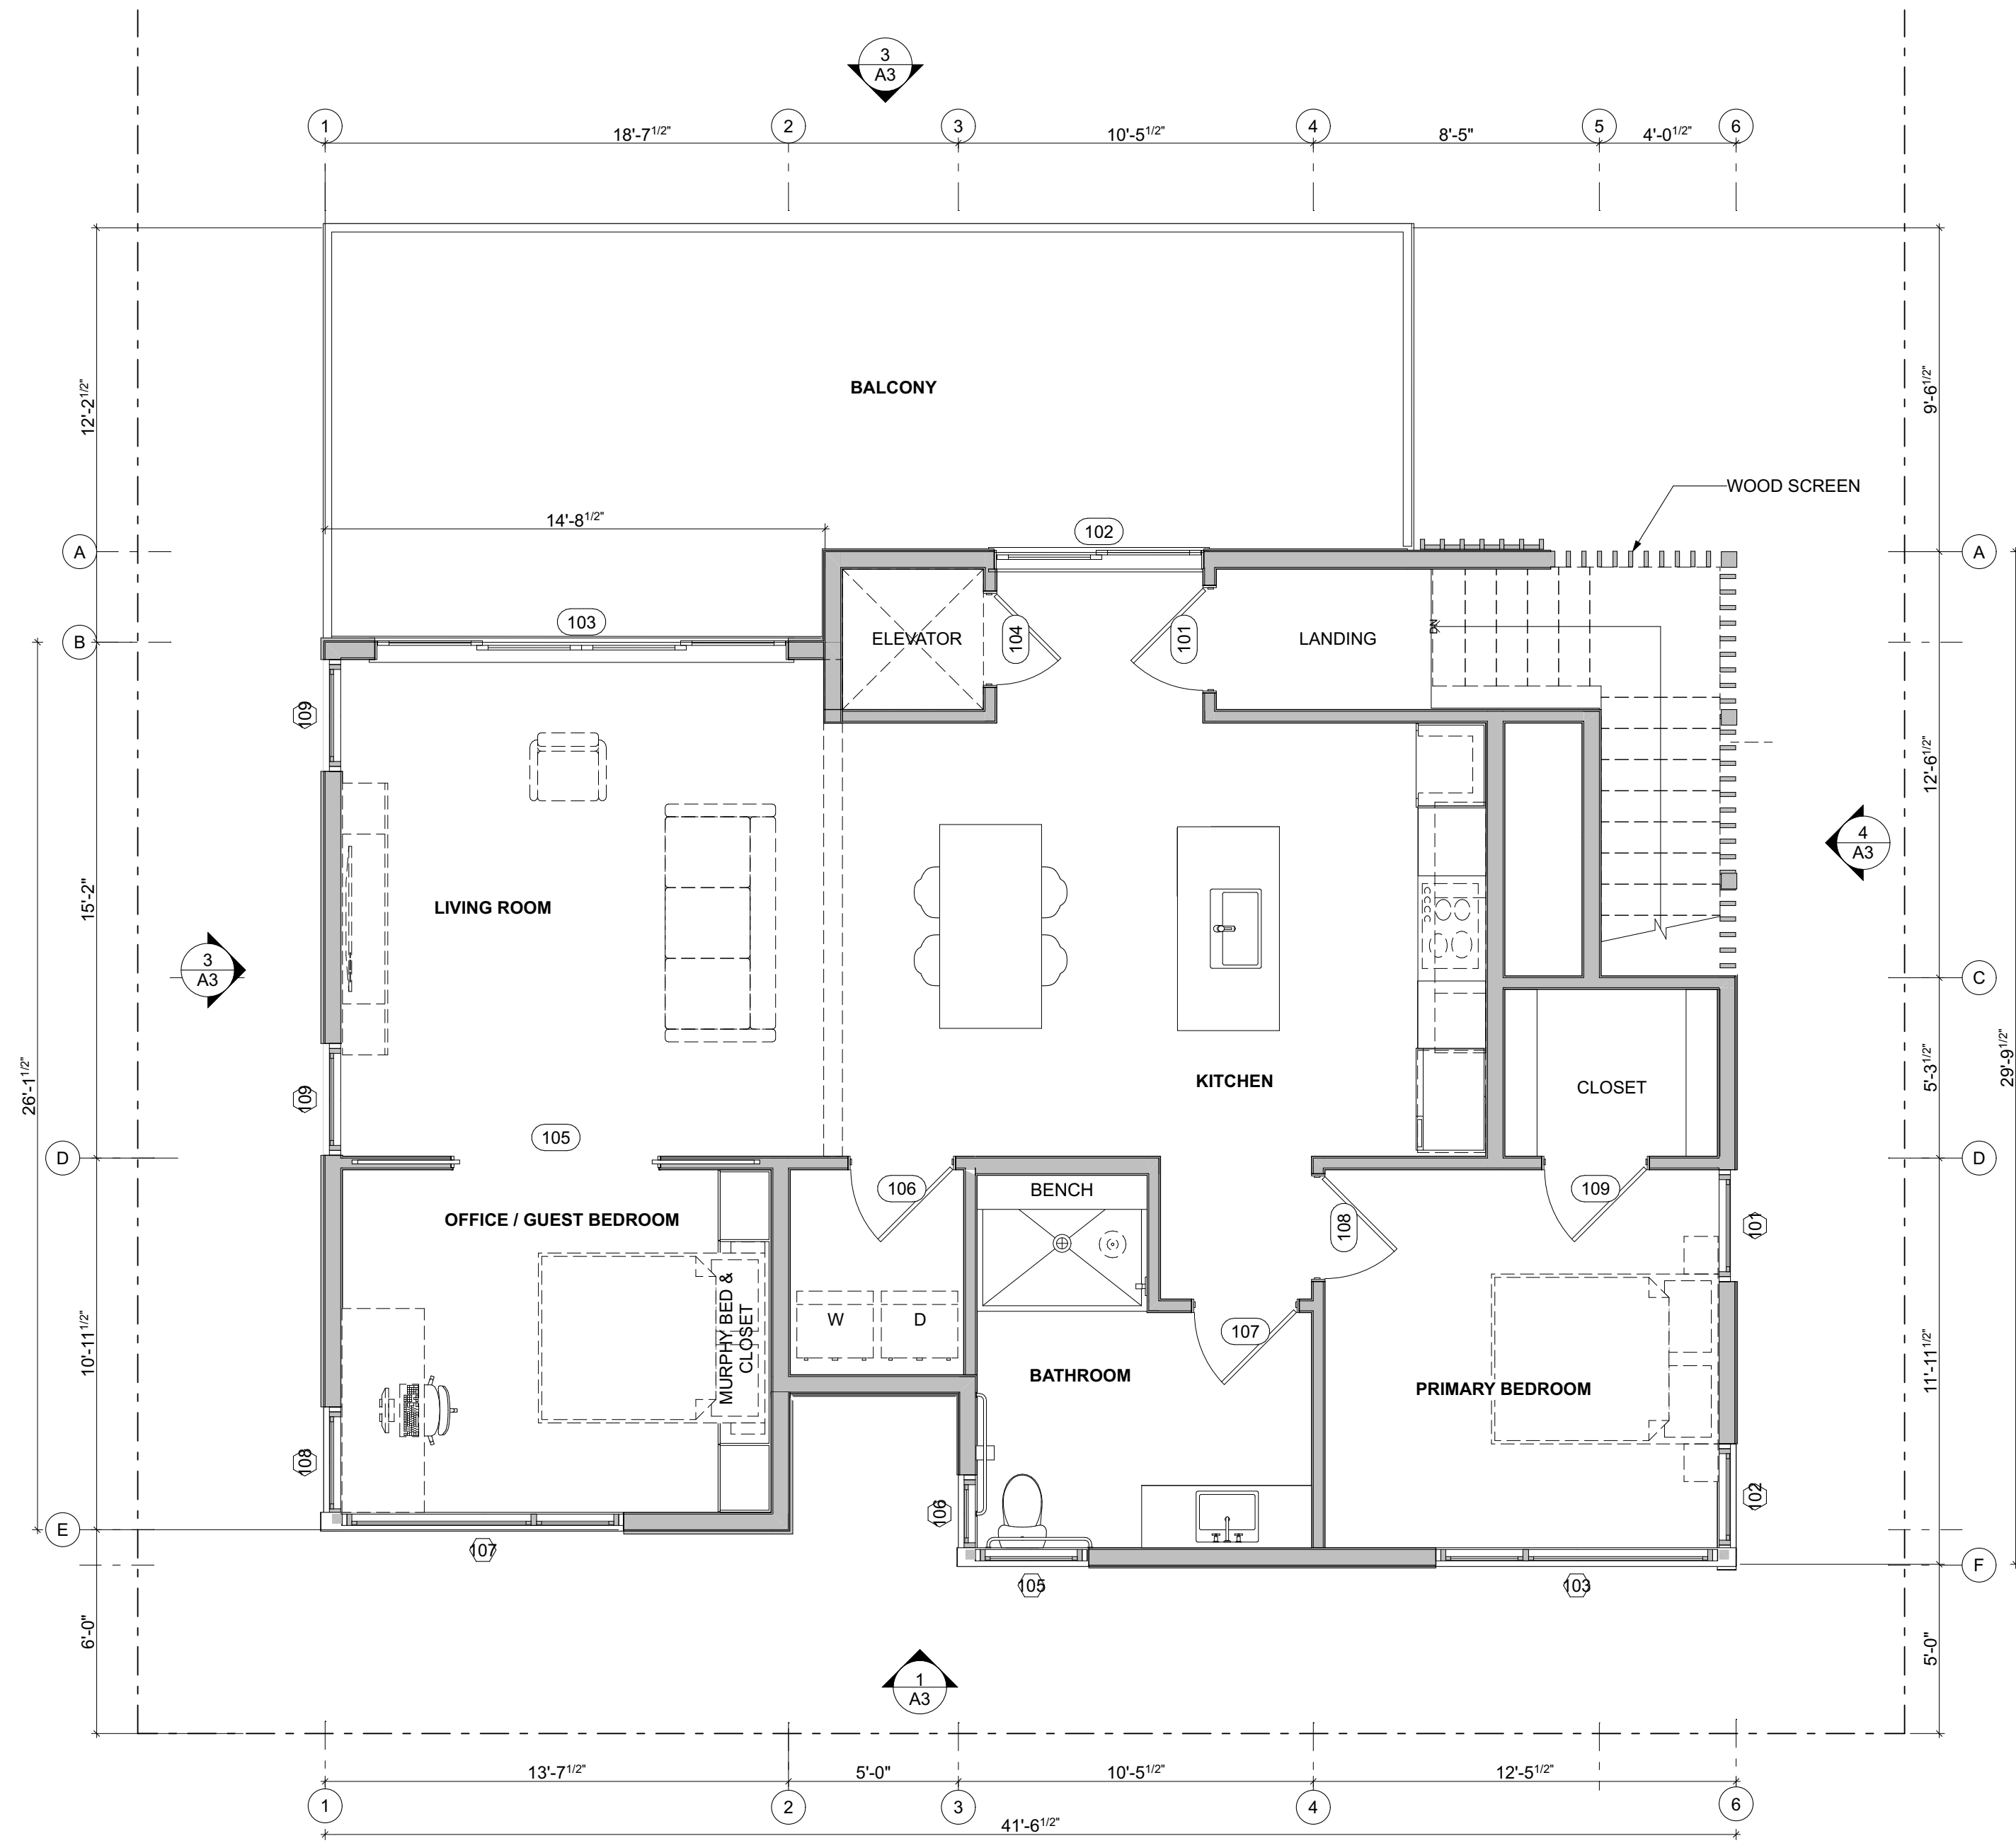 3
A3
1
2
3
4
5
6
18'-7 1/2"
10'-5 1/2"
8'-5"
4'-0 1/2"
12'-2 1/2"
9'-6 1/2"
BALCONY
WOOD SCREEN
14'-8 1/2"
102
A
A
103
ELEVATOR
104
101
LANDING
DN
B
109
12'-6 1/2"
4
A3
15'-2"
LIVING ROOM
3
A3
C
26'-1 1/2"
29'-9 1/2"
109
KITCHEN
CLOSET
5'-3 1/2"
105
D
D
106
BENCH
109
OFFICE / GUEST BEDROOM
108
101
MURPHY BED &
CLOSET
W
D
107
10'-11 1/2"
11'-11 1/2"
BATHROOM
PRIMARY BEDROOM
108
106
102
E
107
105
103
F
6'-0"
5'-0"
1
A3
13'-7 1/2"
5'-0"
10'-5 1/2"
12'-5 1/2"
1
2
3
4
6
41'-6 1/2"